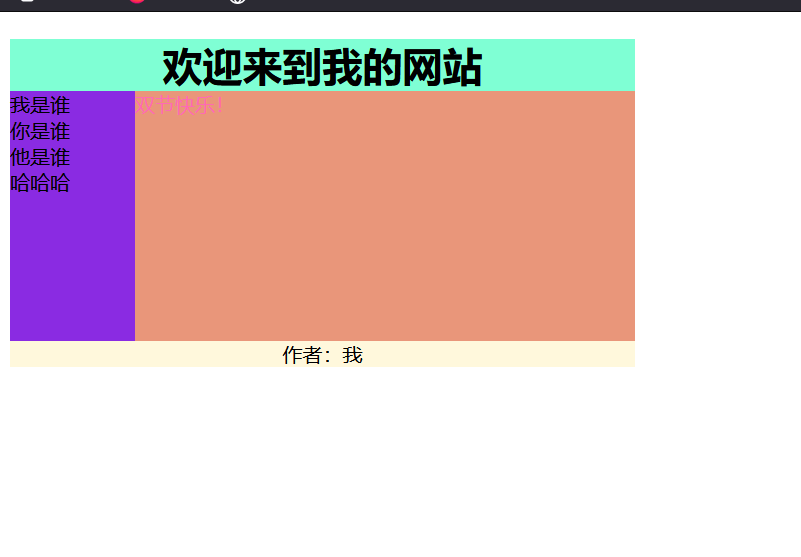 欢迎来到我的网站
我是谁
你是谁
他是谁
哈哈哈
双节快乐！
作者：我